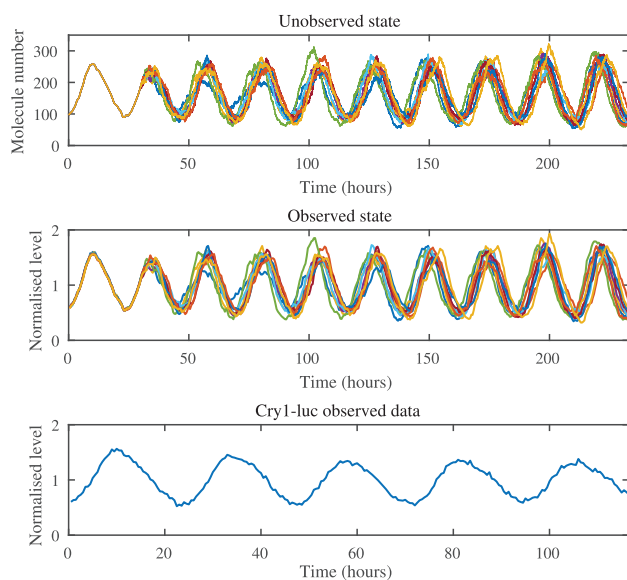 Unobserved state
Molecule number
300
200
100
0
0 50 100 150 200
Time (hours)
Observed state
Normalised level
2
1
0
0 50 100 150 200
Time (hours)
Cry1-luc observed data
Normalised level
2
1
0
0 20 40 60 80 100
Time (hours)